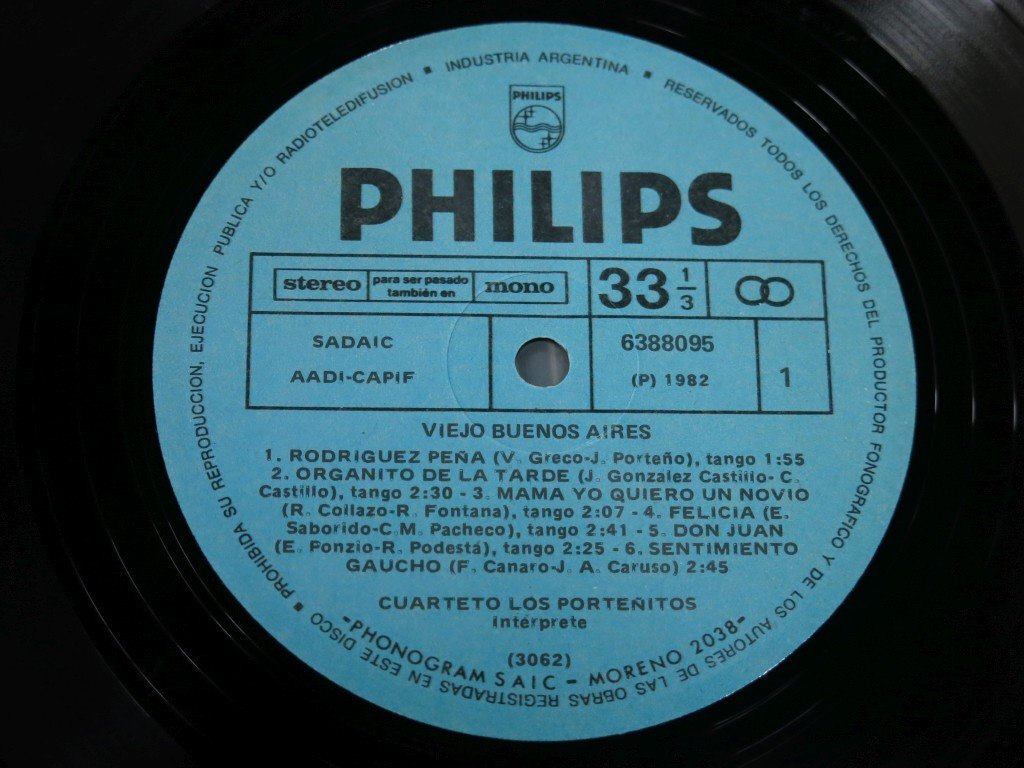 PROHIBIDA SU REPRODUCCION, EJECUCION PUBLICA Y/O RADIOTELEDIFUSION ▪ INDUSTRIA ARGENTINA ▪ RESERVADOS TODOS LOS DERECHOS DEL PRODUCTOR FONOGRAFICO Y DE LOS AUTORES DE LAS OBRAS REGISTRADAS EN ESTE DISCO ▪
PHILIPS
PHILIPS
stereo para ser pasado también en mono
33 1/3
SADAIC
AADI-CAPIF
6388095
(P) 1982
1
VIEJO BUENOS AIRES
1. RODRIGUEZ PEÑA (V. Greco-J. Porteño), tango 1:55
2. ORGANITO DE LA TARDE (J. Gonzalez Castillo- C.
Castillo), tango 2:30 - 3. MAMA YO QUIERO UN NOVIO
(R. Collazo-R. Fontana), tango 2:07 - 4. FELICIA (E.
Saborido-C.M. Pacheco), tango 2:41 - 5. DON JUAN
(E. Ponzio-R. Podestá), tango 2:25 - 6. SENTIMIENTO
GAUCHO (F. Canaro-J. A. Caruso) 2:45
CUARTETO LOS PORTEÑITOS
intérprete
(3062)
-PHONOGRAM SAIC - MORENO 2038-